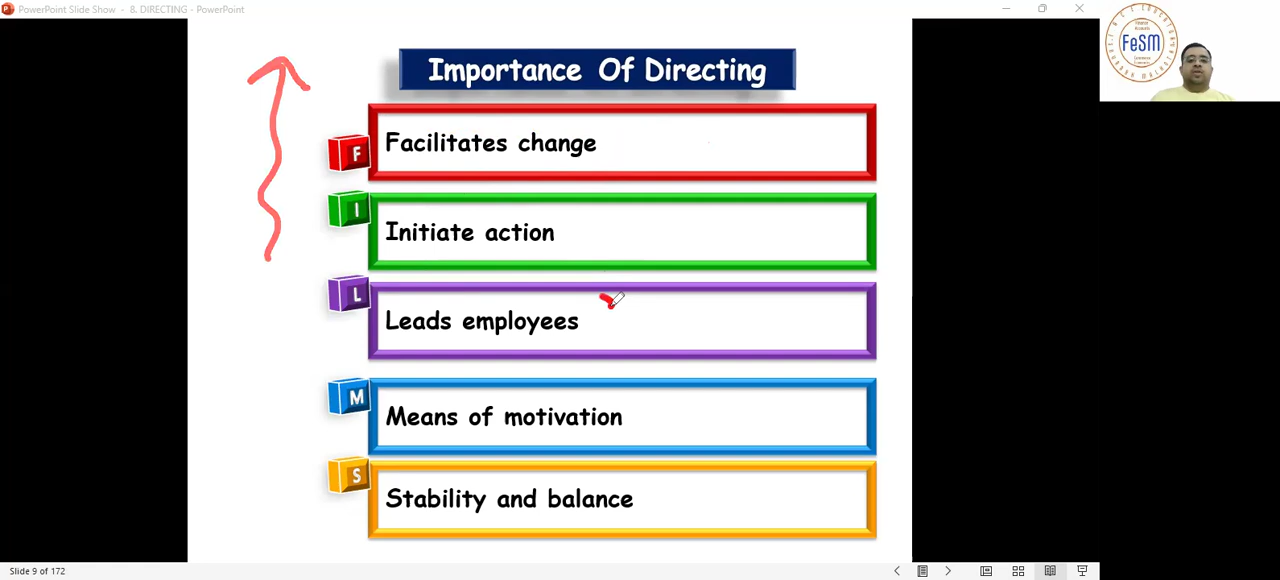 PowerPoint Slide Show - 8. DIRECTING - PowerPoint
FeSM
Importance Of Directing
F
Facilitates change
I
Initiate action
L
Leads employees
M
Means of motivation
S
Stability and balance
Slide 9 of 172